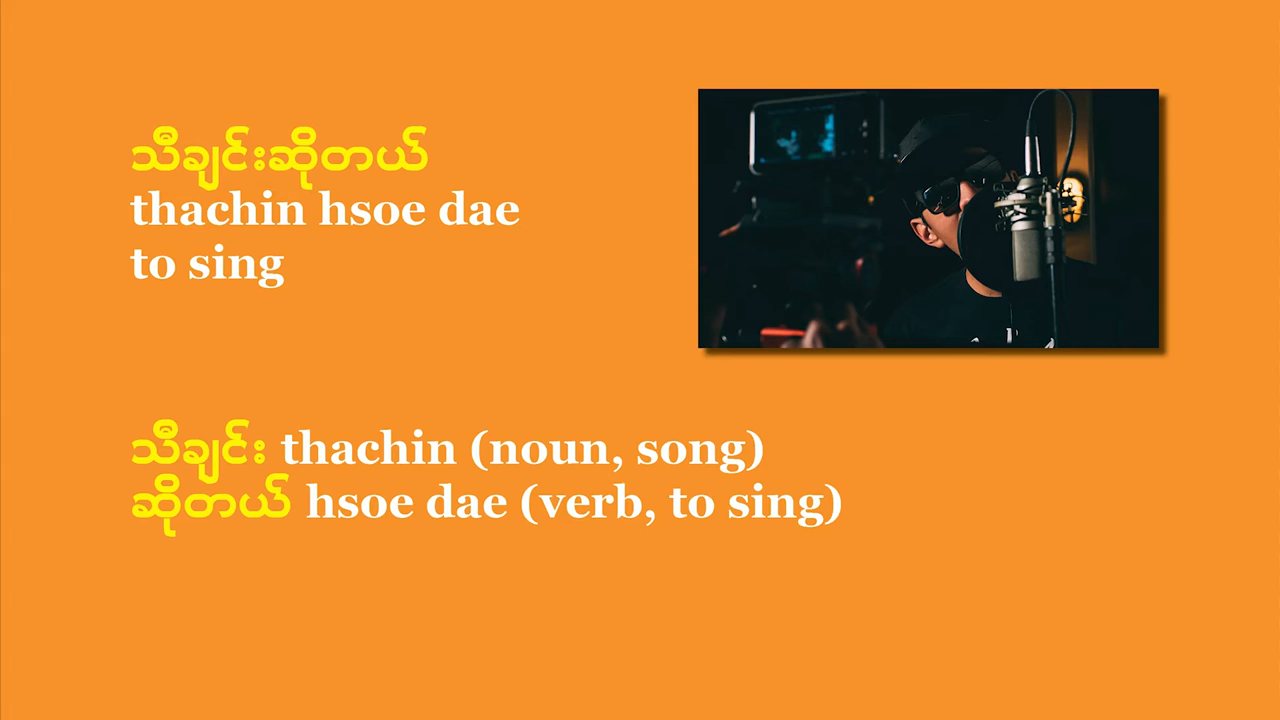 သီချင်းဆိုတယ်
thachin hsoe dae
to sing
သီချင်း thachin (noun, song)
ဆိုတယ် hsoe dae (verb, to sing)